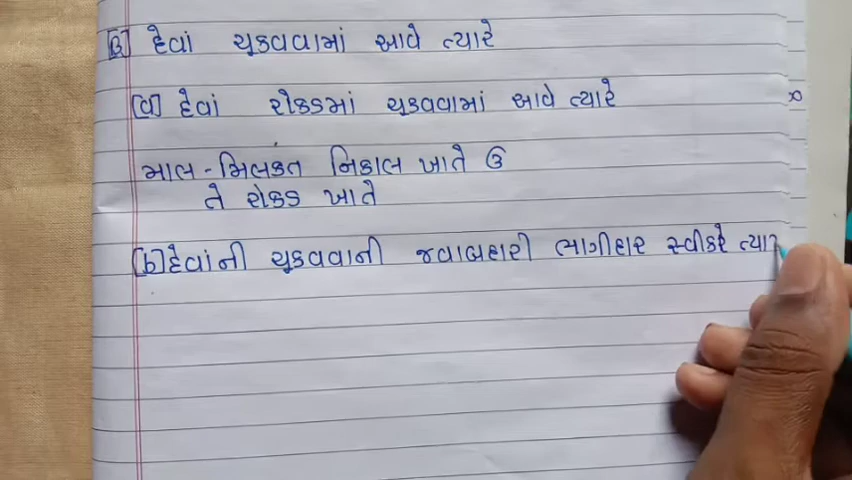 [3] દેવાં ચૂકવવામાં આવે ત્યારે
[a] દેવાં રોકડમાં ચૂકવવામાં આવે ત્યારે
માલ-મિલકત નિકાલ ખાતે ઉ
તે રોકડ ખાતે
[b] દેવાંની ચૂકવવાની જવાબદારી ભાગીદાર સ્વીકારે ત્યા